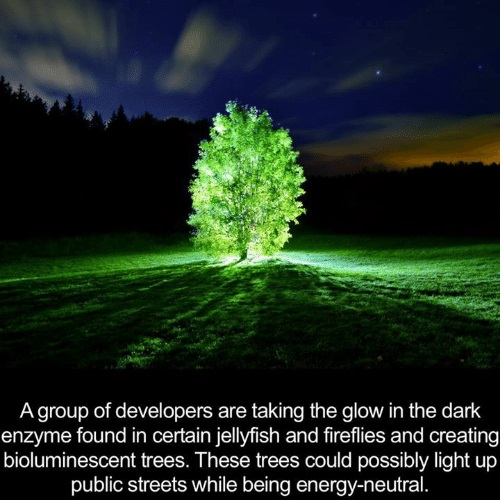 A group of developers are taking the glow in the dark
enzyme found in certain jellyfish and fireflies and creating
bioluminescent trees. These trees could possibly light up
public streets while being energy-neutral.